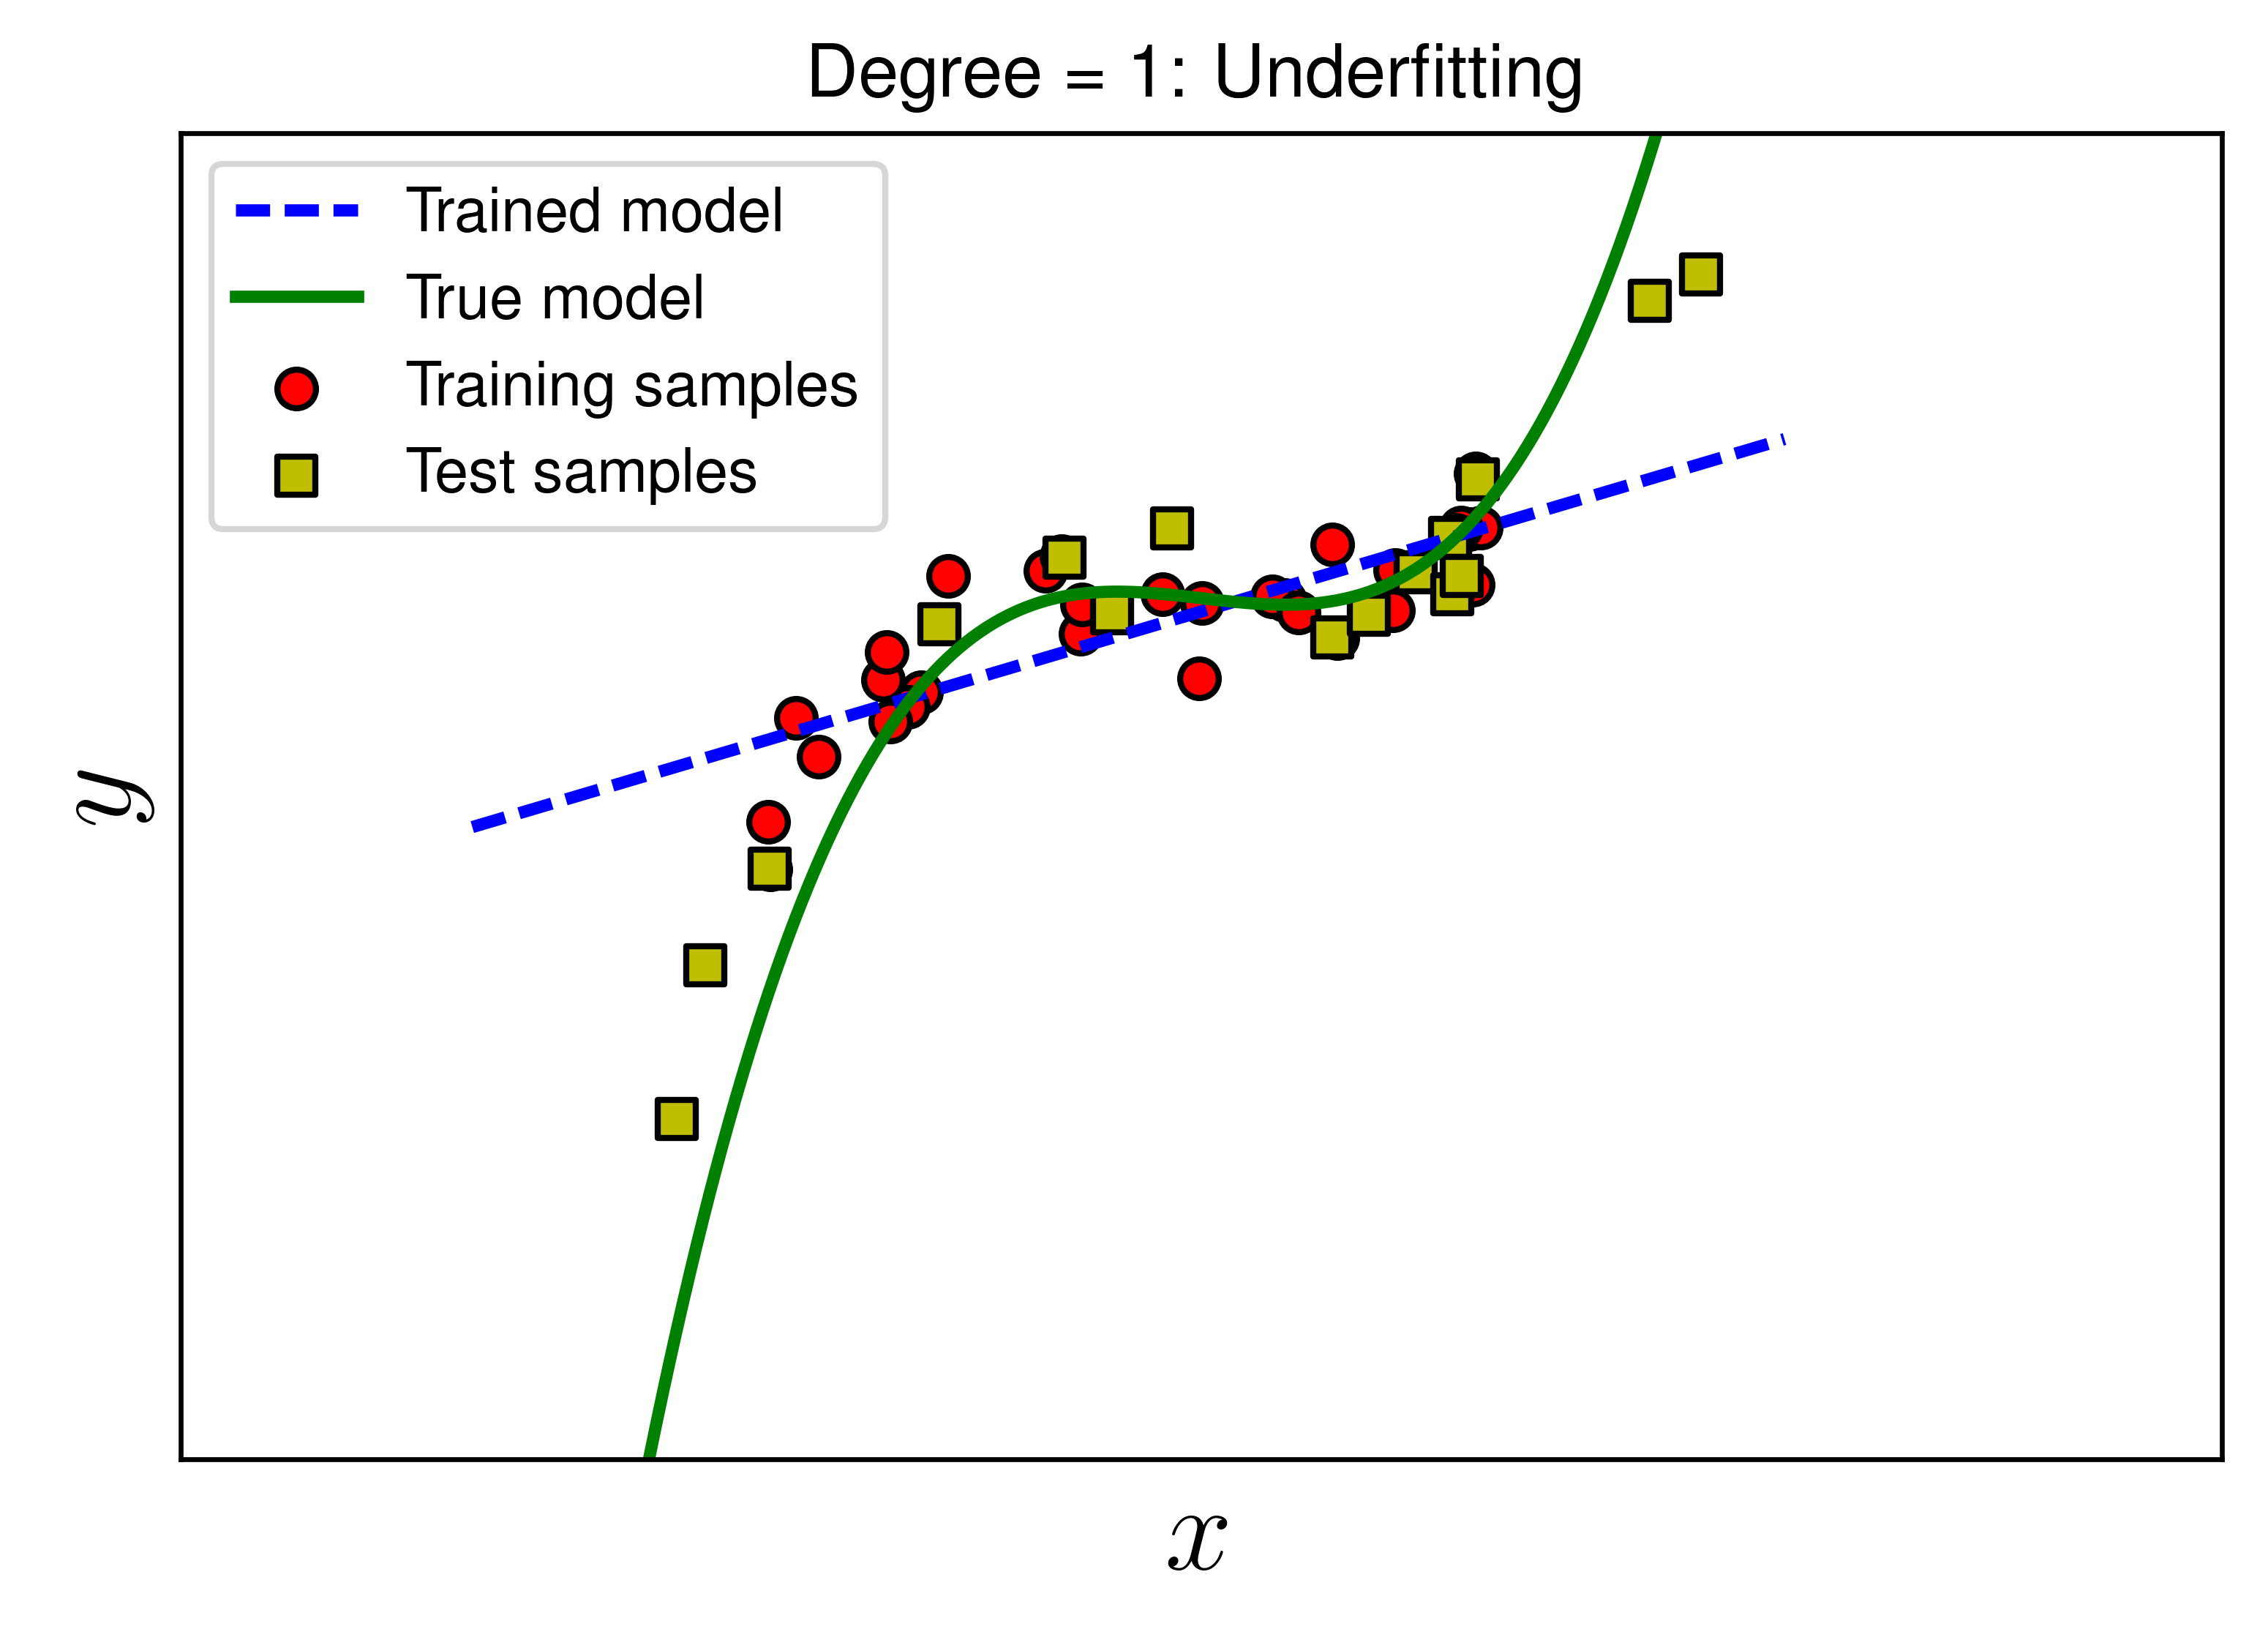 Degree = 1: Underfitting
Trained model
True model
Training samples
Test samples
y
x